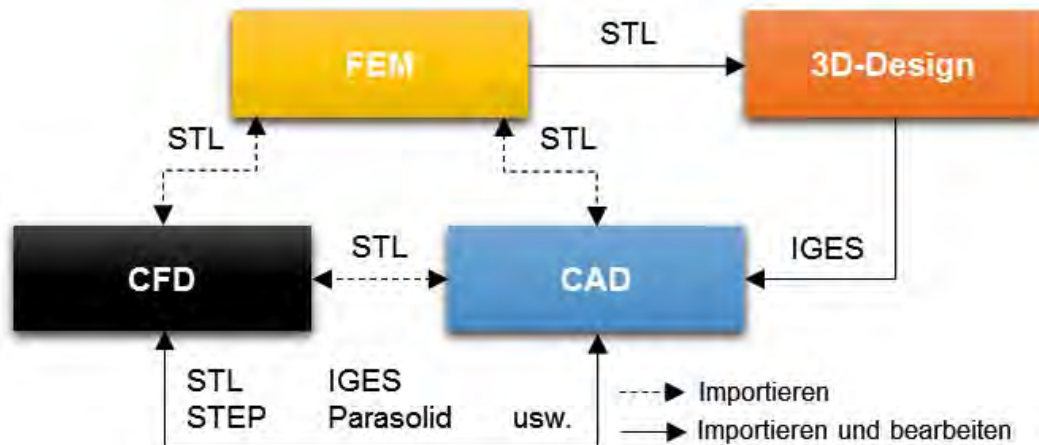 STL
FEM
3D-Design
STL
STL
IGES
STL
CFD
CAD
STL IGES
STEP Parasolid usw.
Importieren
Importieren und bearbeiten